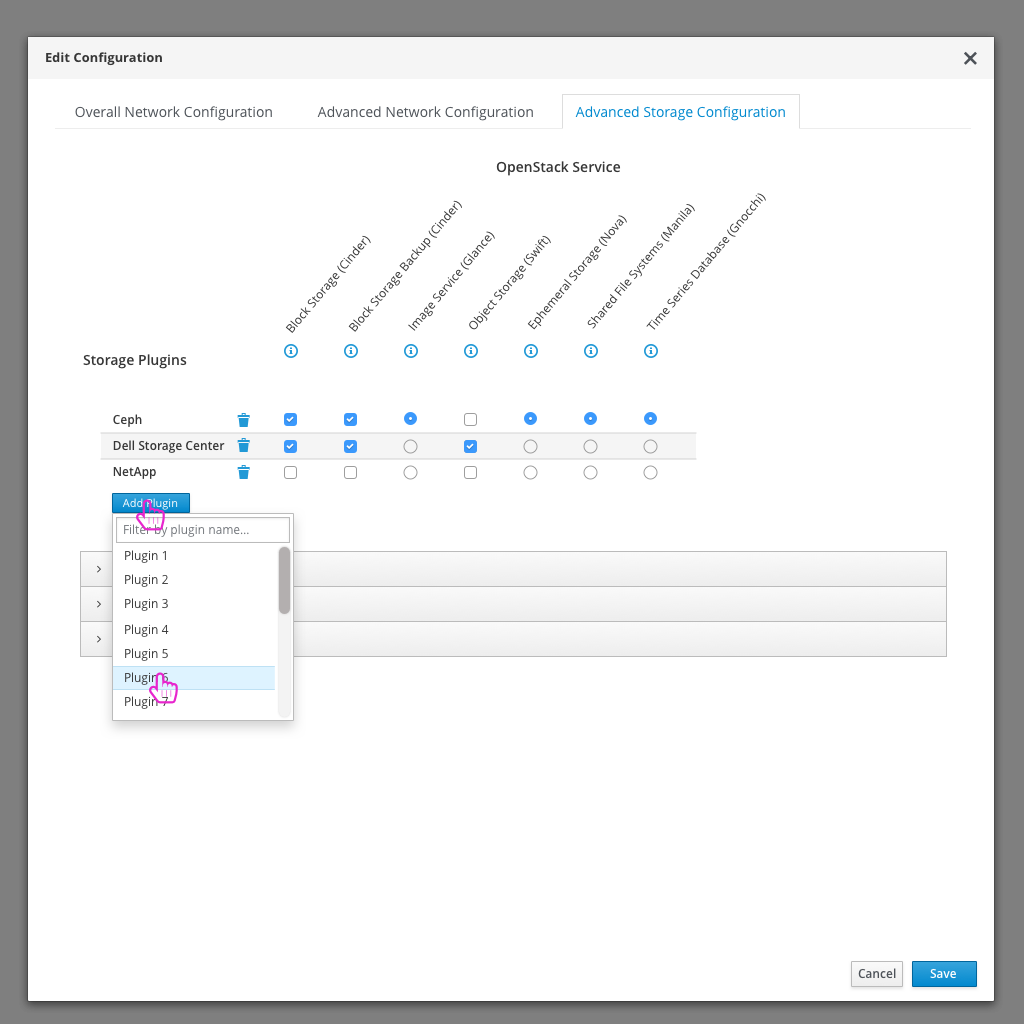 Edit Configuration
Overall Network Configuration
Advanced Network Configuration
Advanced Storage Configuration
OpenStack Service
Block Storage (Cinder)
Block Storage Backup (Cinder)
Image Service (Glance)
Object Storage (Swift)
Ephemeral Storage (Nova)
Shared File Systems (Manila)
Time Series Database (Gnocchi)
Storage Plugins
Ceph
Dell Storage Center
NetApp
Add Plugin
Filter by plugin name...
Plugin 1
Plugin 2
Plugin 3
Plugin 4
Plugin 5
Plugin 6
Plugin 7
Cancel
Save